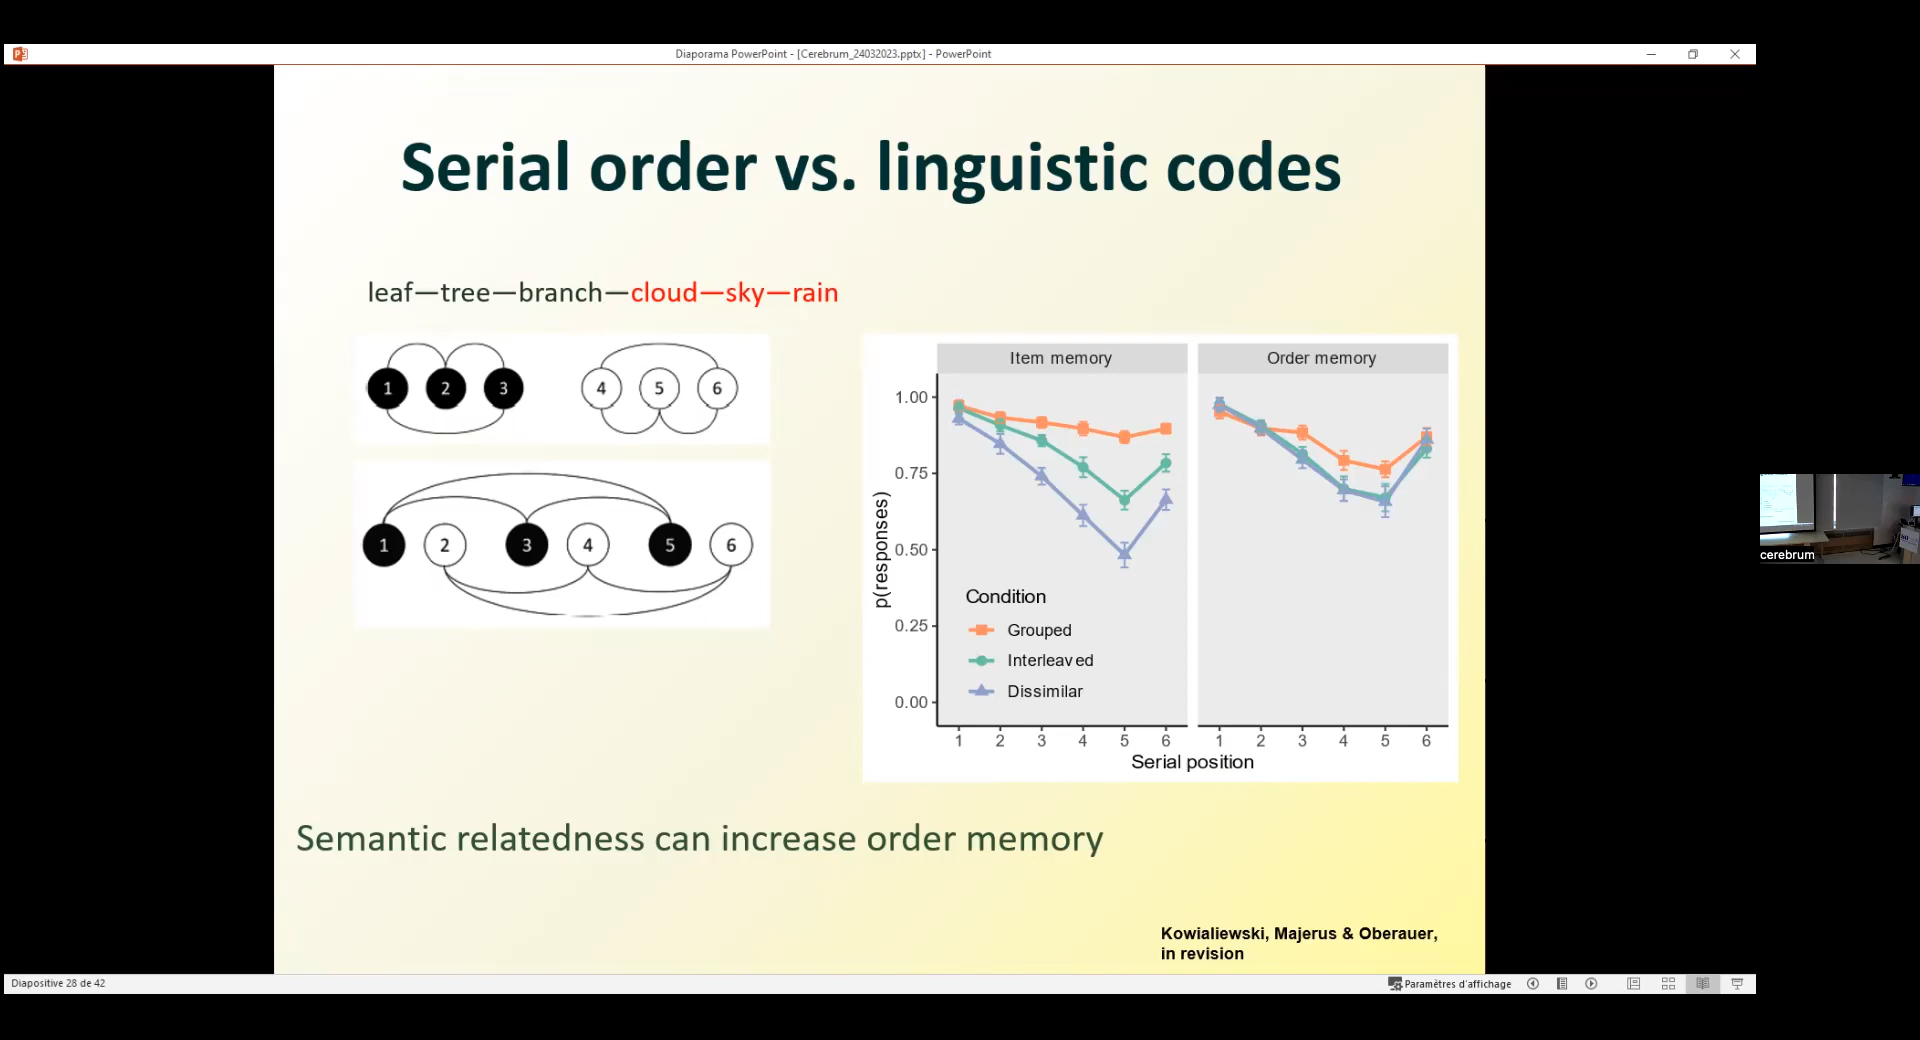 Diaporama PowerPoint - [Cerebrum_24032023.pptx] - PowerPoint
Serial order vs. linguistic codes
leaf—tree—branch—cloud—sky—rain
1 2 3 4 5 6
1 2 3 4 5 6
Item memory
Order memory
1.00
0.75
0.50
0.25
0.00
p(responses)
Condition
Grouped
Interleaved
Dissimilar
1 2 3 4 5 6
1 2 3 4 5 6
Serial position
Semantic relatedness can increase order memory
Kowialiewski, Majerus & Oberauer,
in revision
cerebrum
Diapositive 28 de 42
Paramètres d'affichage